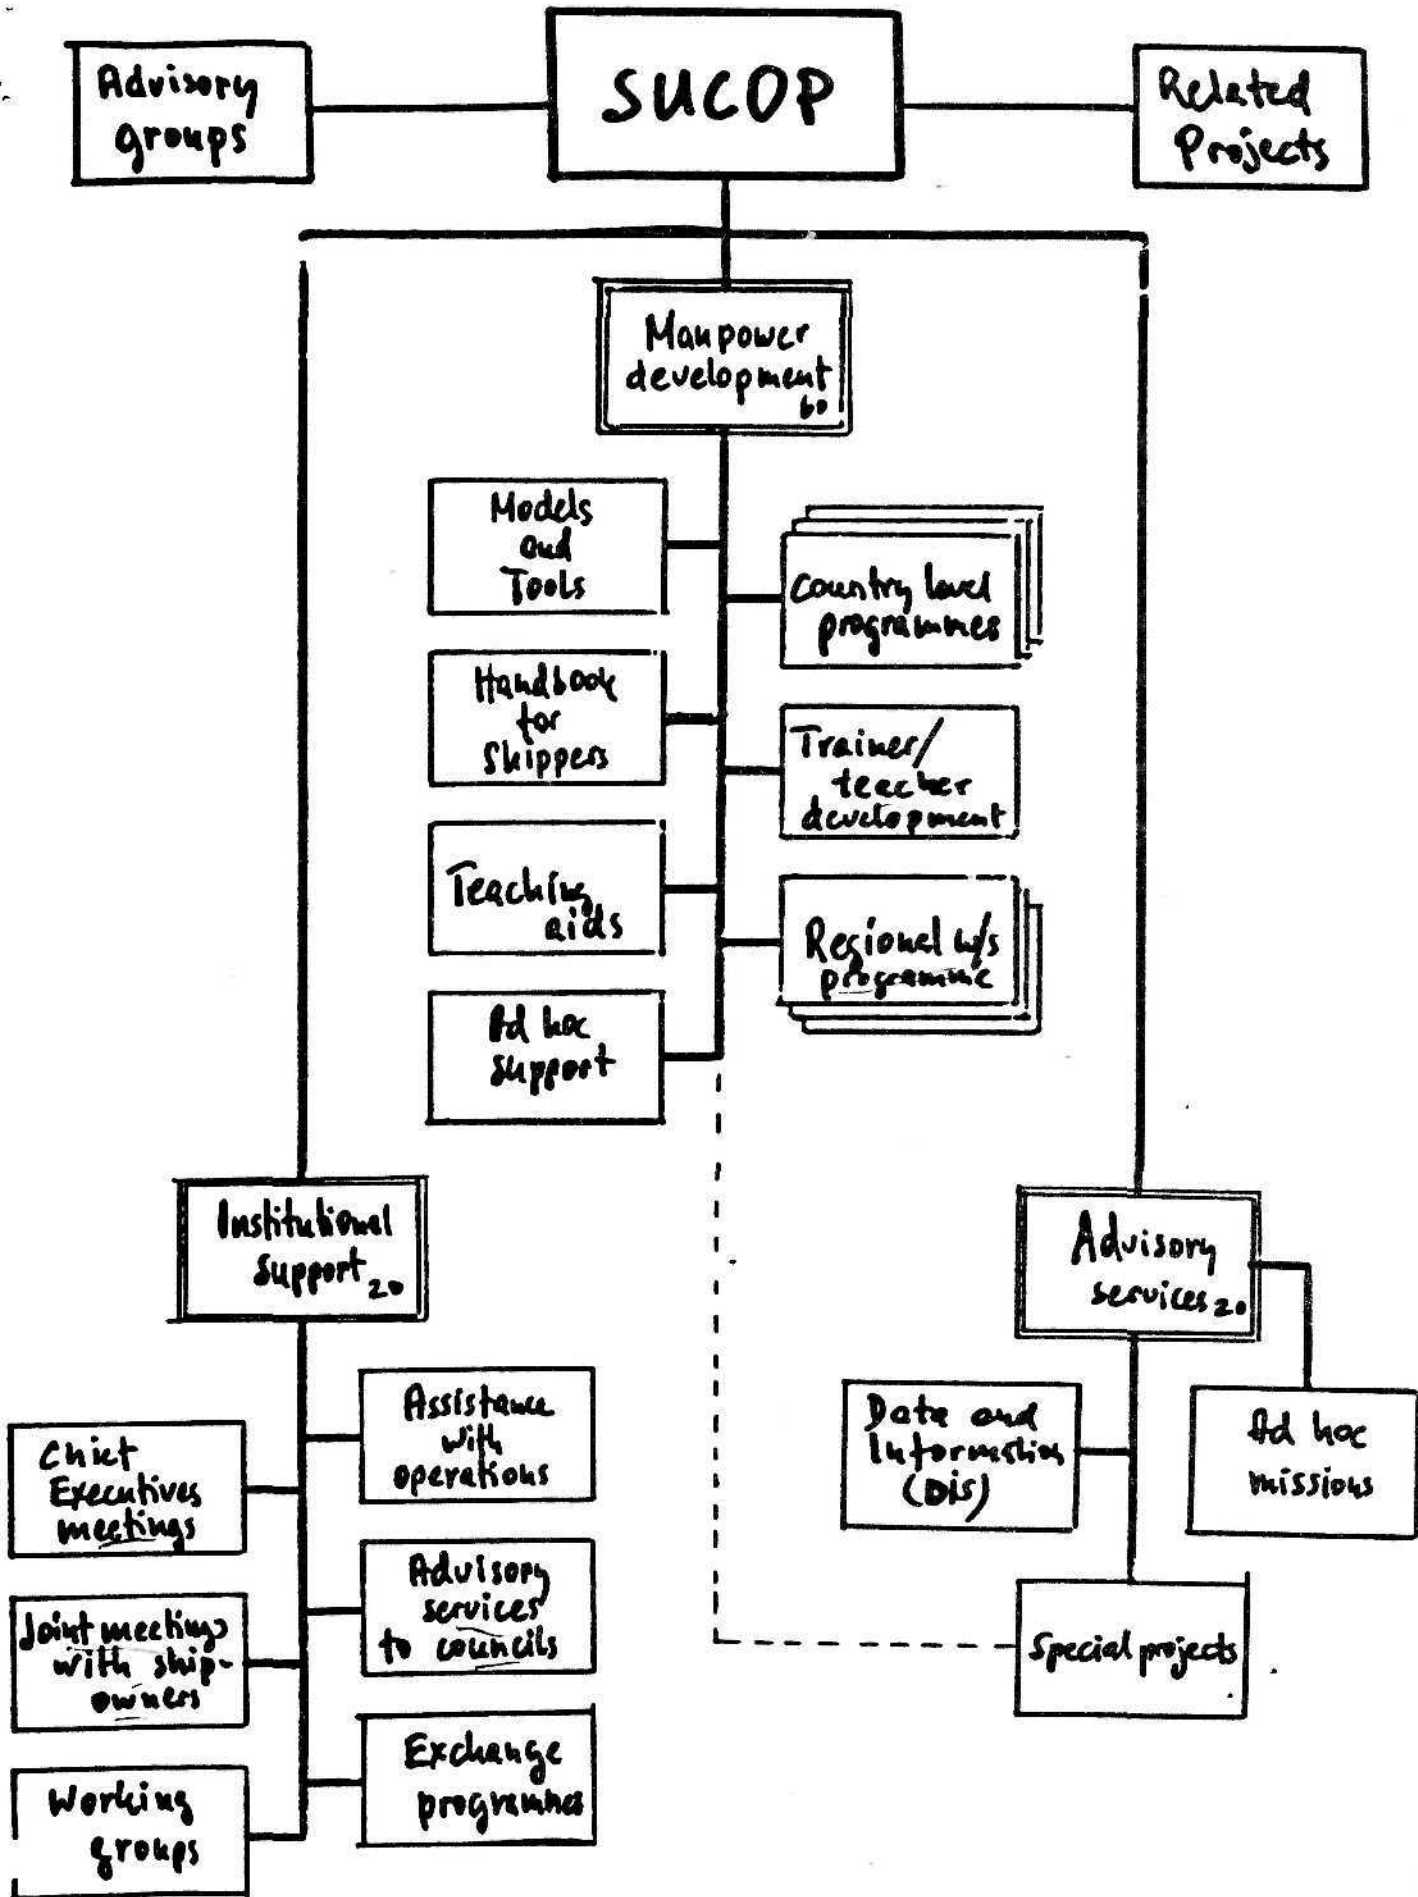 Advisory
groups
SUCOP
Related
Projects
Manpower
development
60
Models
and
Tools
Country level
programmes
Handbook
for
Shippers
Trainer/
teacher
development
Teaching
aids
Regional w/s
programme
Ad hoc
support
Institutional
support 20
Advisory
services 20
Assistance
with
operations
Chief
Executives
meetings
Data and
Information
(DIS)
Ad hoc
missions
Advisory
services
to councils
Joint meetings
with ship-
owners
Special projects
Exchange
programmes
Working
groups